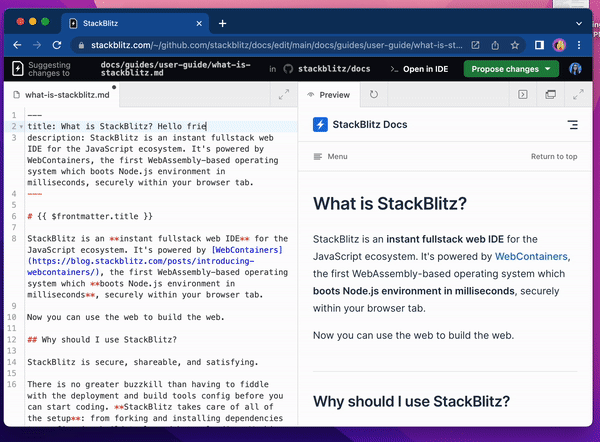 StackBlitz
stackblitz.com/~/github.com/stackblitz/docs/edit/main/docs/guides/user-guide/what-is-st...
Suggesting changes to
docs/guides/user-guide/what-is-stackblitz.md
in
stackblitz/docs
Open in IDE
Propose changes
what-is-stackblitz.md
Preview
1 ---
2 title: What is StackBlitz? Hello frie
3 description: StackBlitz is an instant fullstack web
IDE for the JavaScript ecosystem. It's powered by
WebContainers, the first WebAssembly-based operating
system which boots Node.js environment in
milliseconds, securely within your browser tab.
4 ---
5
6 # {{ $frontmatter.title }}
7
8 StackBlitz is an **instant fullstack web IDE** for the
JavaScript ecosystem. It's powered by [WebContainers]
(https://blog.stackblitz.com/posts/introducing-
webcontainers/), the first WebAssembly-based operating
system which **boots Node.js environment in
milliseconds**, securely within your browser tab.
9
10 Now you can use the web to build the web.
11
12 ## Why should I use StackBlitz?
13
14 StackBlitz is secure, shareable, and satisfying.
15
16 There is no greater buzzkill than having to fiddle
with the deployment and build tools config before you
can start coding. **StackBlitz takes care of all of
the setup**: from forking and installing dependencies
StackBlitz Docs
Menu
Return to top
What is StackBlitz?
StackBlitz is an instant fullstack web IDE for the
JavaScript ecosystem. It's powered by WebContainers,
the first WebAssembly-based operating system which
boots Node.js environment in milliseconds, securely
within your browser tab.
Now you can use the web to build the web.
Why should I use StackBlitz?